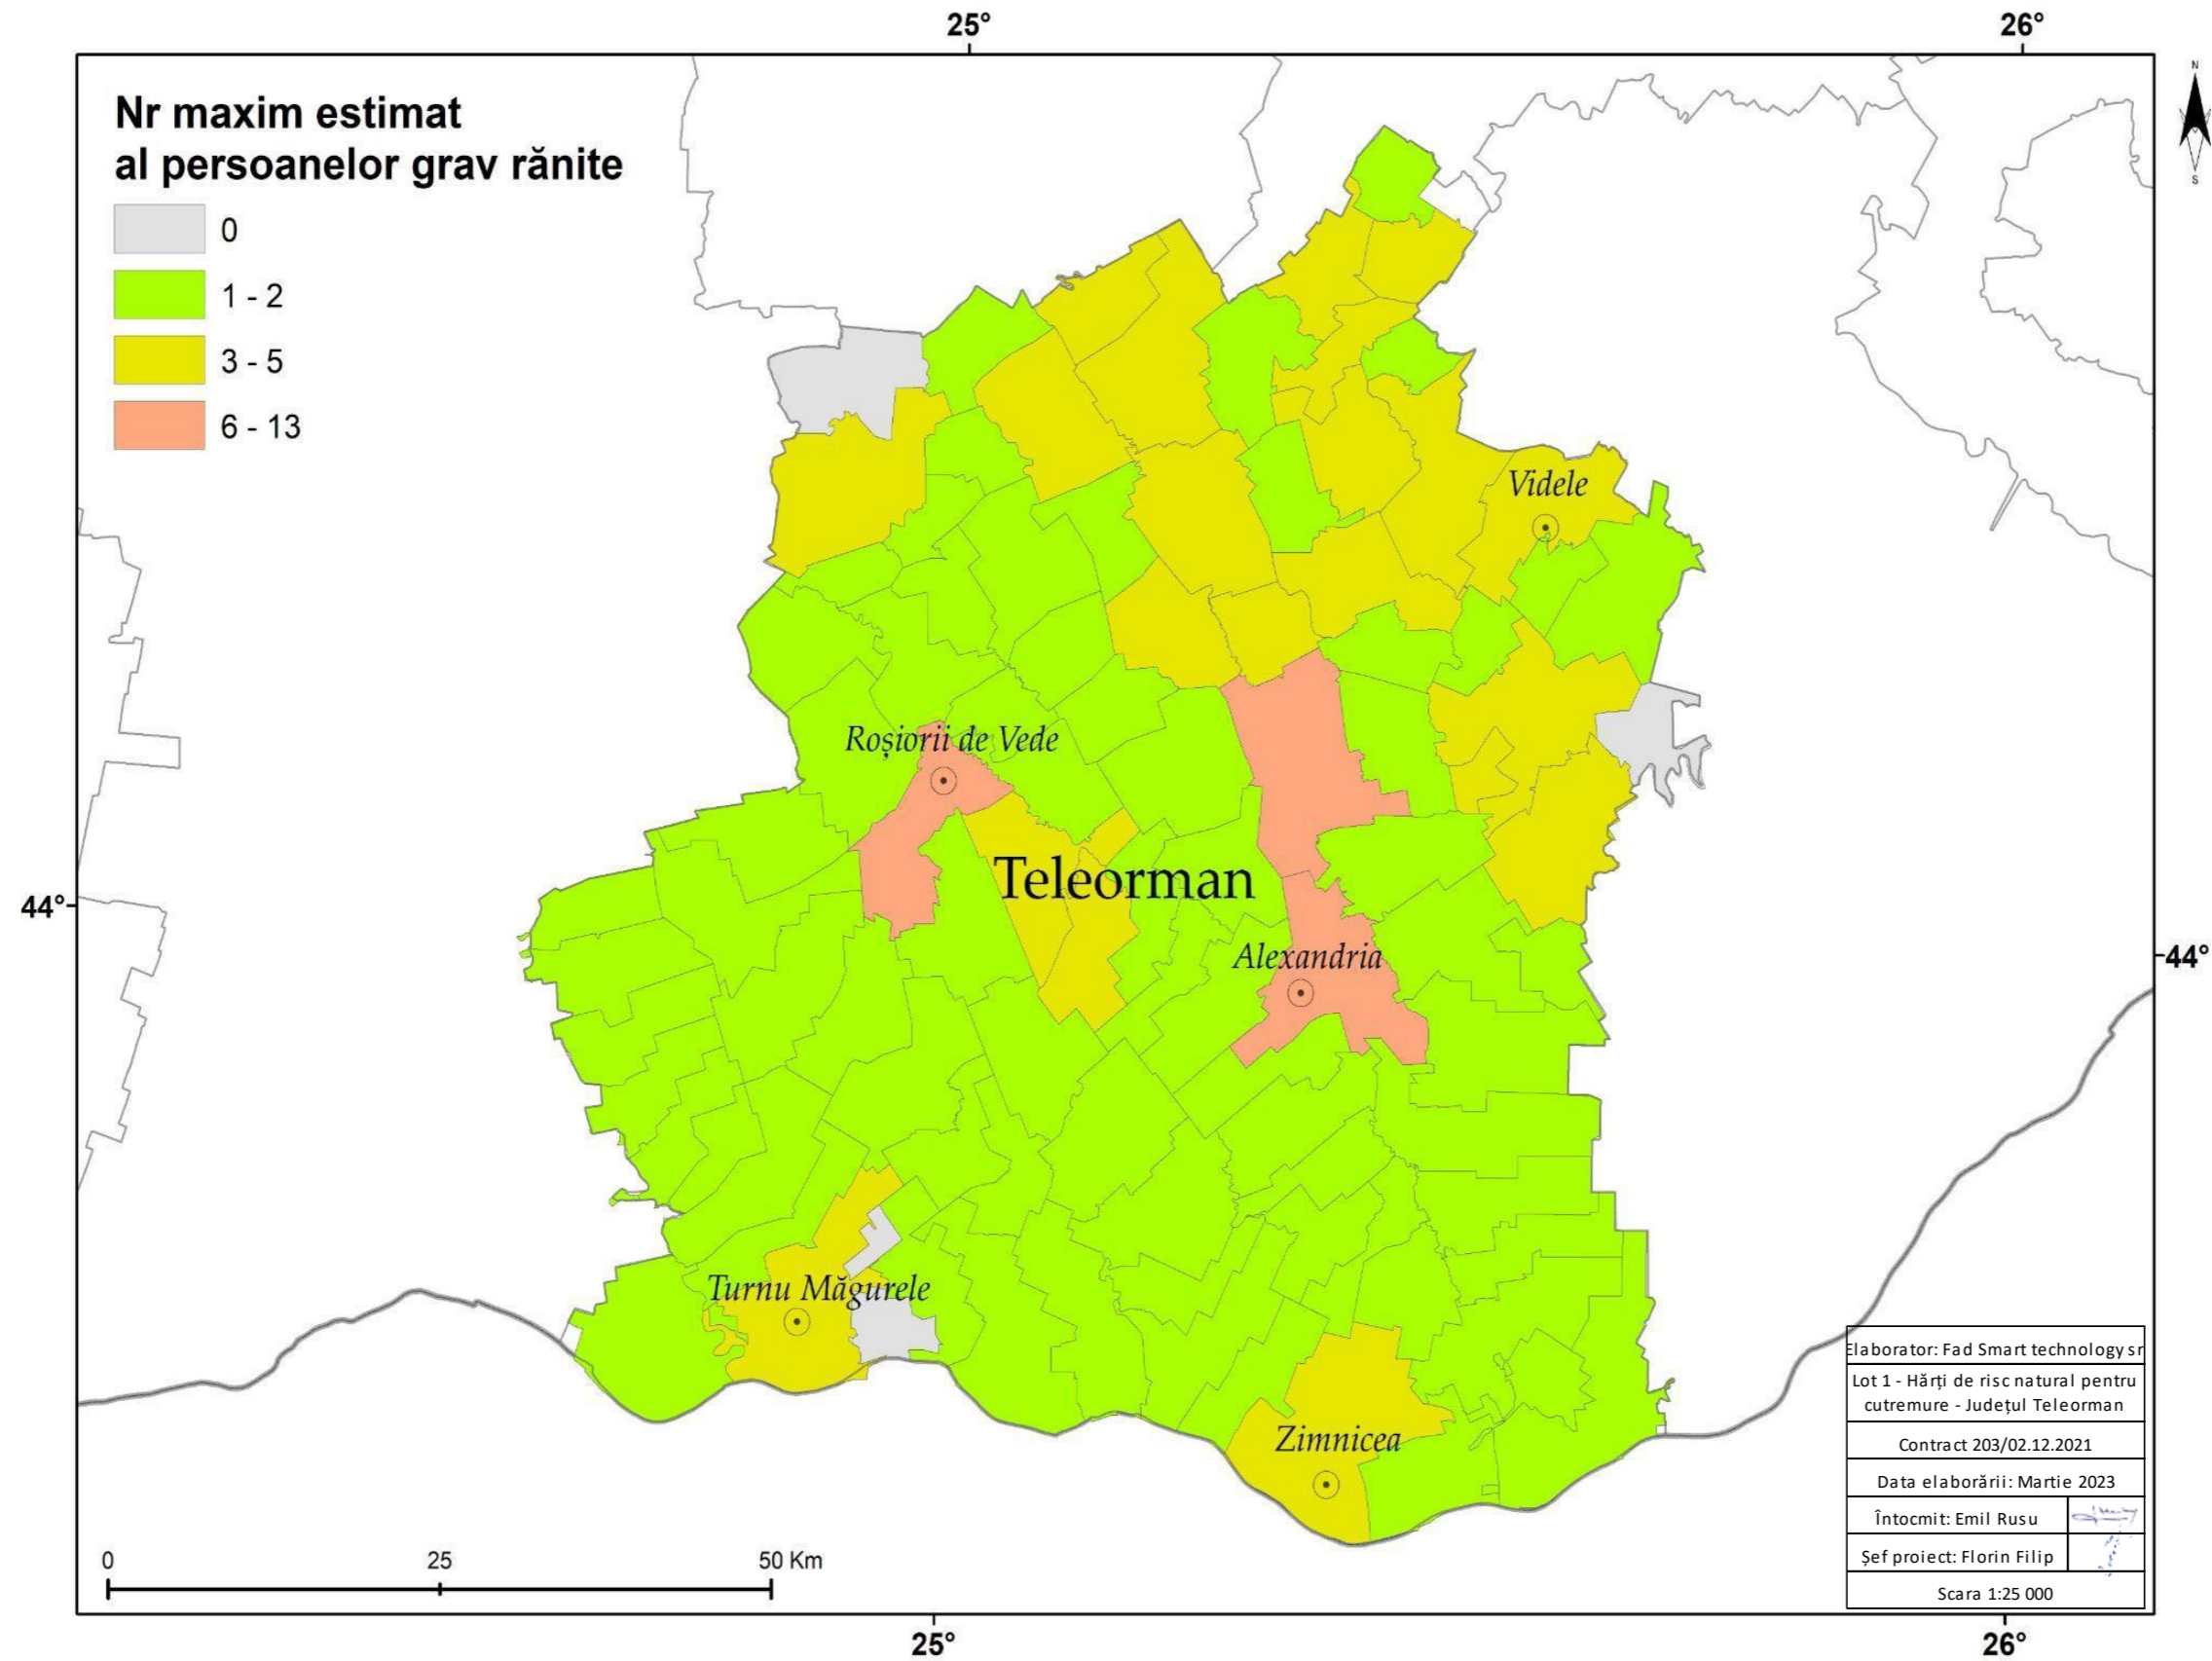 25°
26°
N
S
Nr maxim estimat
al persoanelor grav rănite
0
1 - 2
3 - 5
6 - 13
Videle
Roșiorii de Vede
Teleorman
44°
Alexandria
44°
Turnu Măgurele
Zimnicea
Elaborator: Fad Smart technology sr
Lot 1 - Hărți de risc natural pentru
cutremure - Județul Teleorman
Contract 203/02.12.2021
Data elaborării: Martie 2023
Întocmit: Emil Rusu
Șef proiect: Florin Filip
Scara 1:25 000
0 25 50 Km
25°
26°